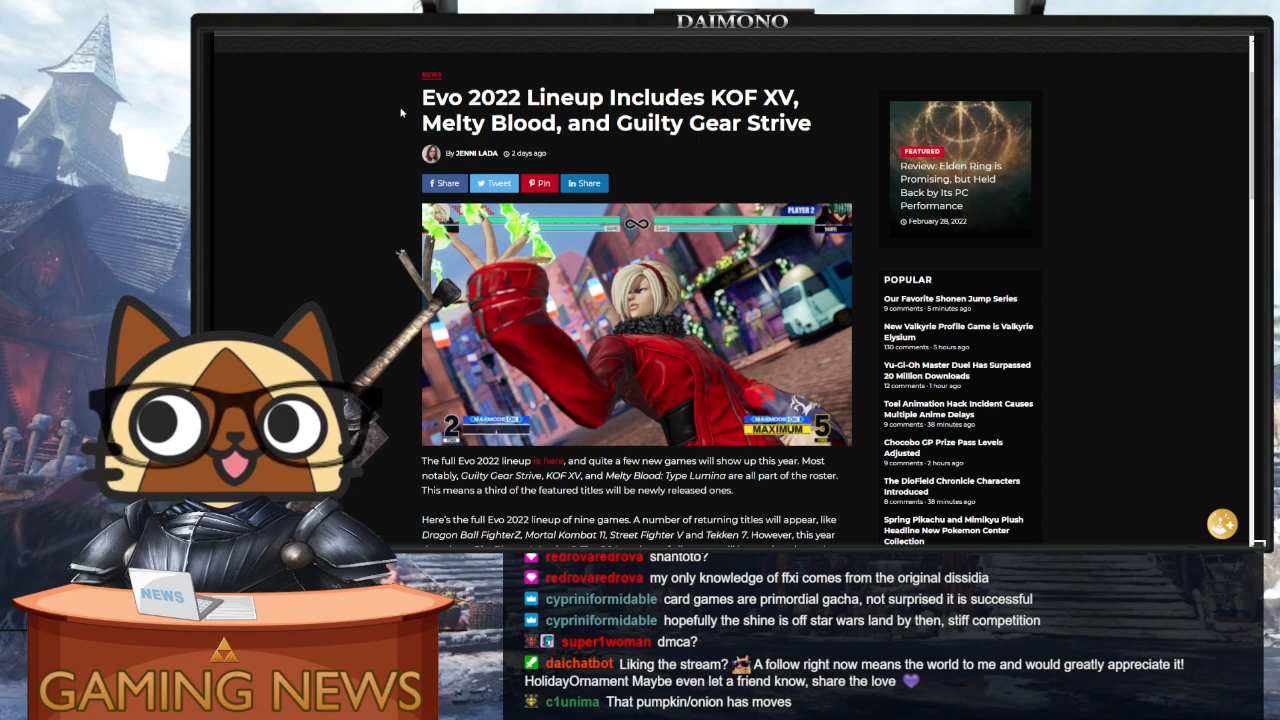 DAIMONO
NEWS
Evo 2022 Lineup Includes KOF XV,
Melty Blood, and Guilty Gear Strive
By JENNI LADA 2 days ago
Share Tweet Pin Share
PLAYER 2
GUARD GUARD
2 MAXMODE OK
MAXMODE OK
MAXIMUM 5
The full Evo 2022 lineup is here, and quite a few new games will show up this year. Most
notably, Guilty Gear Strive, KOF XV, and Melty Blood: Type Lumina are all part of the roster.
This means a third of the featured titles will be newly released ones.
Here's the full Evo 2022 lineup of nine games. A number of returning titles will appear, like
Dragon Ball FighterZ, Mortal Kombat 11, Street Fighter V and Tekken 7. However, this year
FEATURED
Review: Elden Ring is
Promising, but Held
Back by Its PC
Performance
February 28, 2022
POPULAR
Our Favorite Shonen Jump Series
9 comments · 5 minutes ago
New Valkyrie Profile Game is Valkyrie
Elysium
130 comments · 5 hours ago
Yu-Gi-Oh Master Duel Has Surpassed
20 Million Downloads
12 comments · 1 hour ago
Toei Animation Hack Incident Causes
Multiple Anime Delays
9 comments · 38 minutes ago
Chocobo GP Prize Pass Levels
Adjusted
9 comments · 2 hours ago
The DioField Chronicle Characters
Introduced
8 comments · 38 minutes ago
Spring Pikachu and Mimikyu Plush
Headline New Pokemon Center
Collection
NEWS
GAMING NEWS
redrovaredrova shantoto?
redrovaredrova my only knowledge of ffxi comes from the original dissidia
cypriniformidable card games are primordial gacha, not surprised it is successful
cypriniformidable hopefully the shine is off star wars land by then, stiff competition
super1woman dmca?
daichatbot Liking the stream? A follow right now means the world to me and would greatly appreciate it!
HolidayOrnament Maybe even let a friend know, share the love
c1unima That pumpkin/onion has moves